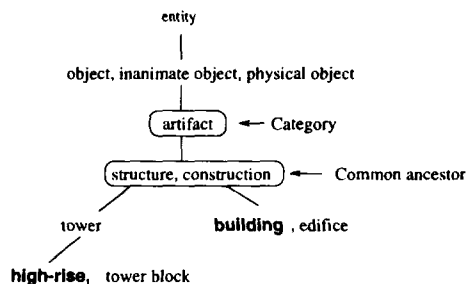 entity
object, inanimate object, physical object
artifact
Category
structure, construction
Common ancestor
tower
building , edifice
high-rise, tower block